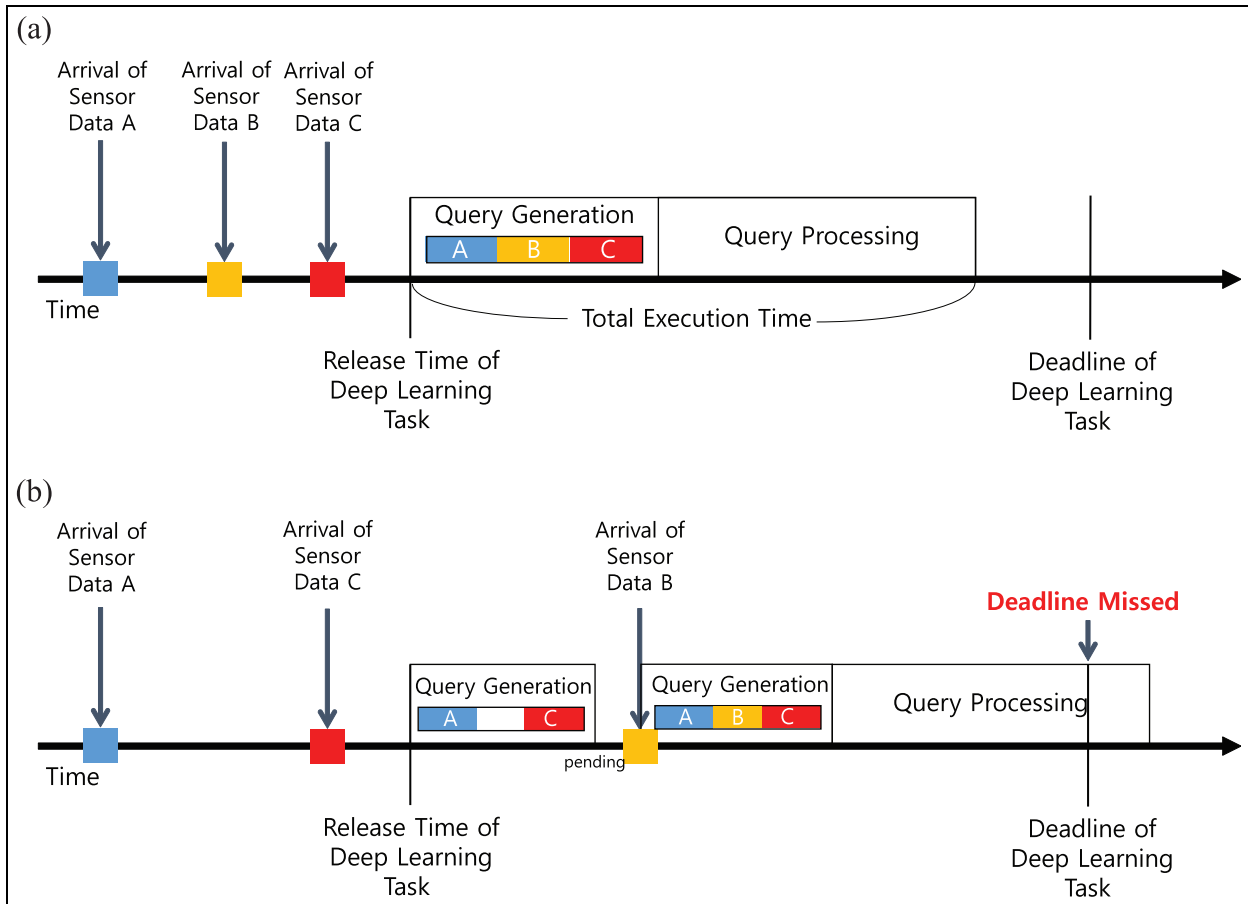 (a)
Arrival of
Sensor
Data A
Arrival of
Sensor
Data B
Arrival of
Sensor
Data C
Query Generation
A B C
Query Processing
Time
Total Execution Time
Release Time of
Deep Learning
Task
Deadline of
Deep Learning
Task
(b)
Arrival of
Sensor
Data A
Arrival of
Sensor
Data C
Arrival of
Sensor
Data B
Deadline Missed
Query Generation
A C
Query Generation
A B C
Query Processing
pending
Time
Release Time of
Deep Learning
Task
Deadline of
Deep Learning
Task